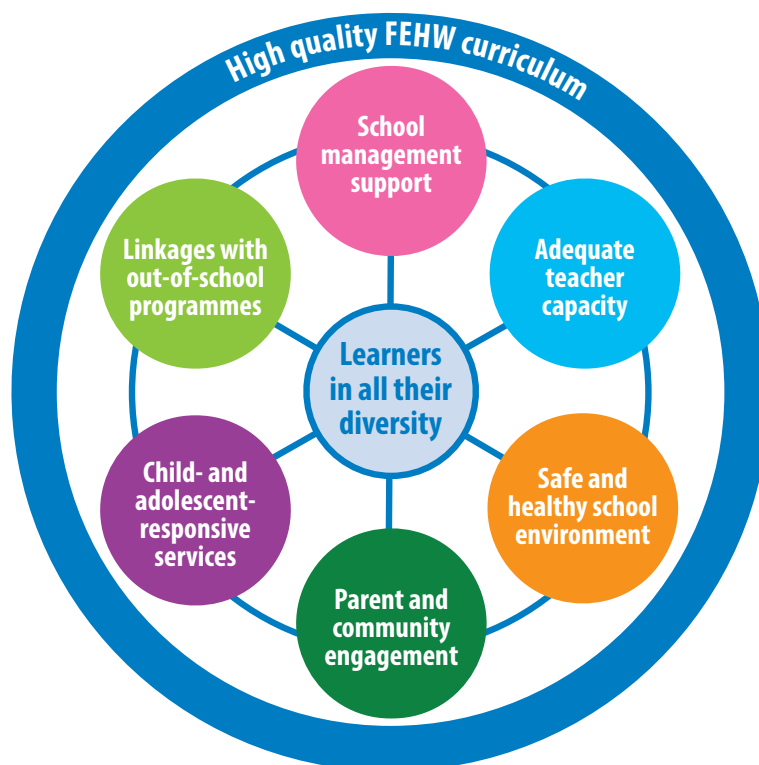 High quality FEHW curriculum
School
management
support
Adequate
teacher
capacity
Safe and
healthy school
environment
Parent and
community
engagement
Child- and
adolescent-
responsive
services
Linkages with
out-of-school
programmes
Learners
in all their
diversity